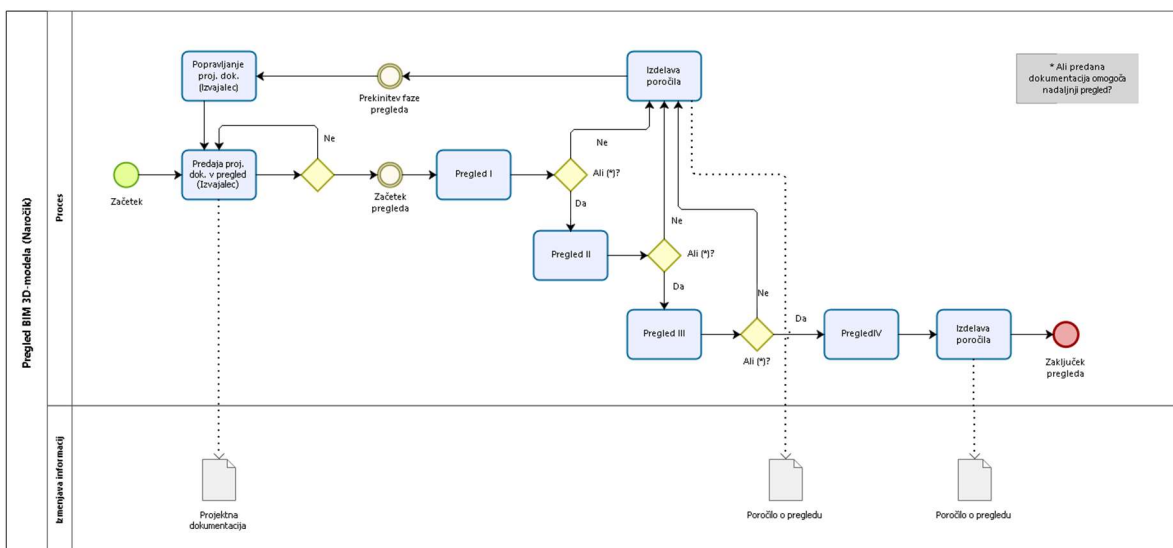 Pregled BIM 3D-modela (Naročik)
Proces
Izmenjava informacij
Popravljanje
proj. dok.
(Izvajalec)
Prekinitev faze
pregleda
Izdelava
poročila
* Ali predana
dokumentacija omogoča
nadaljnji pregled?
Ne
Ne
Začetek
Predaja proj.
dok. v pregled
(Izvajalec)
Začetek
pregleda
Pregled I
Ali (*)?
Da
Ne
Pregled II
Ali (*)?
Da
Ne
Pregled III
Ali (*)?
Da
PregledIV
Izdelava
poročila
Zaključek
pregleda
Projektna
dokumentacija
Poročilo o pregledu
Poročilo o pregledu